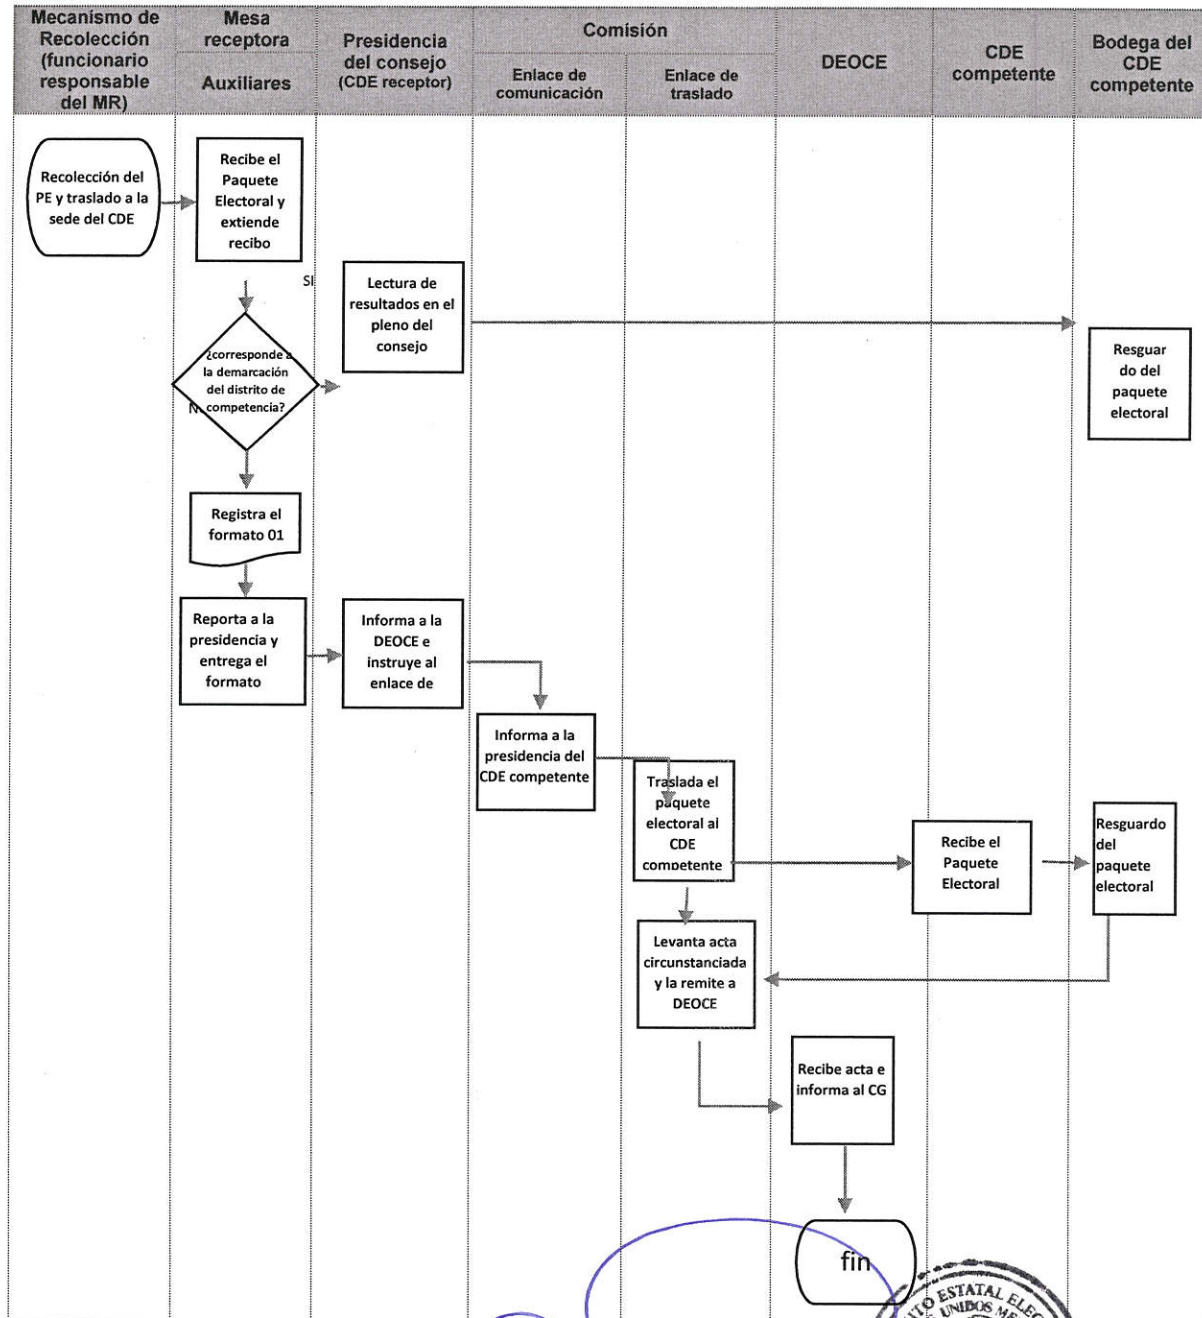 Mecanismo de
Recolección
(funcionario
responsable
del MR)
Mesa
receptora
Auxiliares
Presidencia
del consejo
(CDE receptor)
Comisión
Enlace de
comunicación
Enlace de
traslado
DEOCE
CDE
competente
Bodega del
CDE
competente
Recolección del
PE y traslado a la
sede del CDE
Recibe el
Paquete
Electoral y
extiende
recibo
SI
Lectura de
resultados en el
pleno del
consejo
Resguar
do del
paquete
electoral
¿corresponde a
la demarcación
del distrito de
competencia?
Registra el
formato 01
Reporta a la
presidencia y
entrega el
formato
Informa a la
DEOCE e
instruye al
enlace de
Informa a la
presidencia del
CDE competente
Traslada el
paquete
electoral al
CDE
competente
Recibe el
Paquete
Electoral
Resguardo
del
paquete
electoral
Levanta acta
circunstanciada
y la remite a
DEOCE
Recibe acta e
informa al CG
fin
ESTATAL
UNIDOS